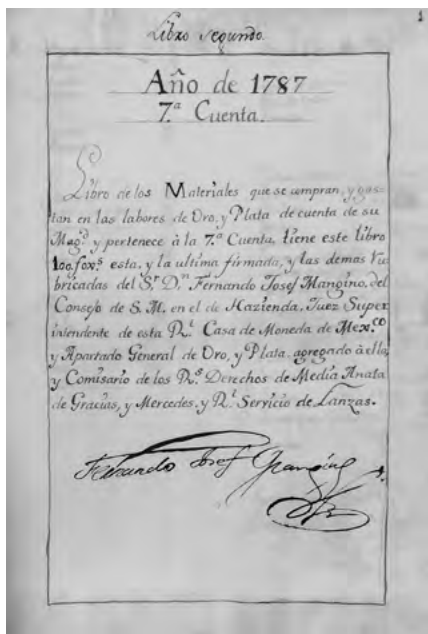 1
Libro segundo.
Año de 1787
7.ª Cuenta.
Libro de los Materiales que se compran, y gas-
tan en las labores de Oro, y Plata de cuenta de su
Mag.d y pertenece à la 7.ª Cuenta, tiene este libro
100,fox.s esta, y la ultima firmada, y las demas ru
bricadas del S.r D.n Fernando Josef Mangino, del
Consejo de S. M. en el de Hazienda, Juez Super
intendente de esta R.l Casa de Moneda de Mex.co
y Apartado General de Oro, y Plata, agregado à ella,
y Comisario de los R.s Derechos de Media Anata
de Gracias, y Mercedes, y R.l Servicio de Lanzas.
Fernando Josef Mangino